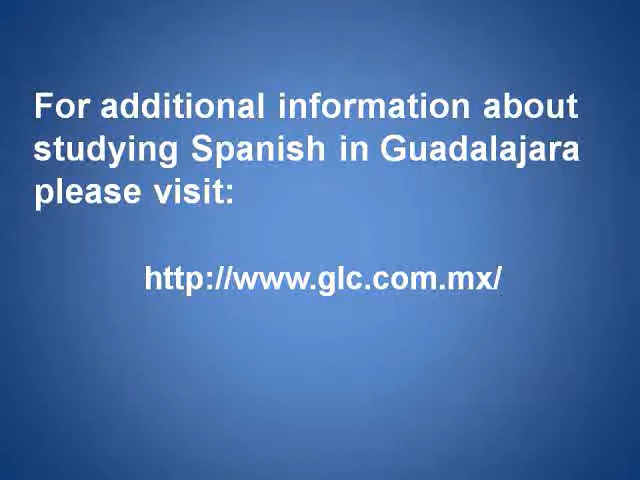 For additional information about
studying Spanish in Guadalajara
please visit:
http://www.glc.com.mx/